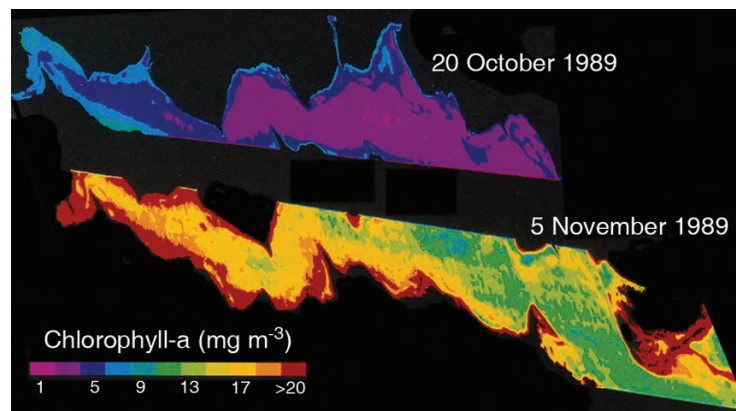 20 October 1989
5 November 1989
Chlorophyll-a (mg m-3)
1 5 9 13 17 >20